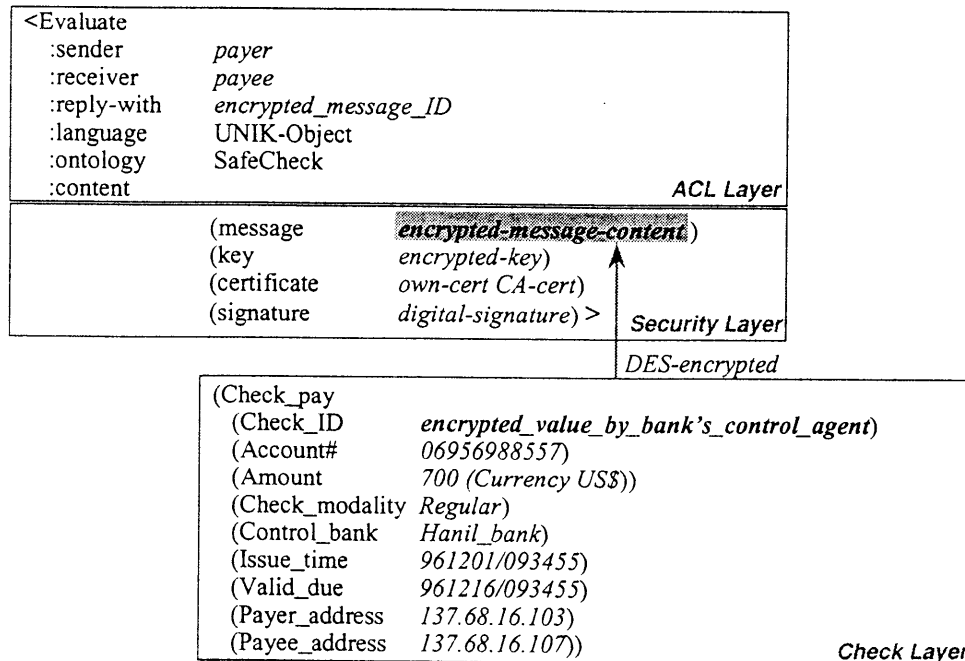 <Evaluate
:sender payer
:receiver payee
:reply-with encrypted_message_ID
:language UNIK-Object
:ontology SafeCheck
:content ACL Layer
(message encrypted-message-content)
(key encrypted-key)
(certificate own-cert CA-cert)
(signature digital-signature) > Security Layer
DES-encrypted
(Check_pay
(Check_ID encrypted_value_by_bank's_control_agent)
(Account# 06956988557)
(Amount 700 (Currency US$))
(Check_modality Regular)
(Control_bank Hanil_bank)
(Issue_time 961201/093455)
(Valid_due 961216/093455)
(Payer_address 137.68.16.103)
(Payee_address 137.68.16.107)) Check Layer